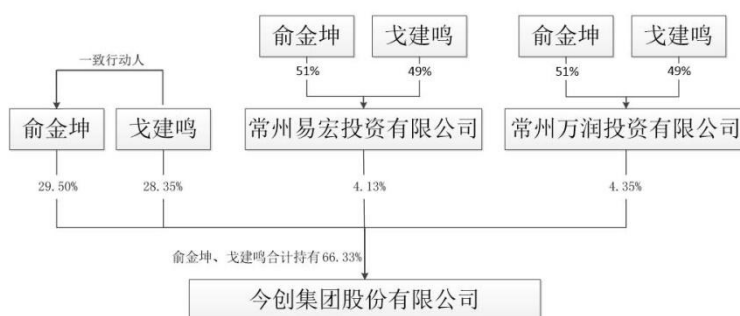 俞金坤
戈建鸣
俞金坤
戈建鸣
一致行动人
51%
49%
51%
49%
俞金坤
戈建鸣
常州易宏投资有限公司
常州万润投资有限公司
29.50%
28.35%
4.13%
4.35%
俞金坤、戈建鸣合计持有66.33%
今创集团股份有限公司